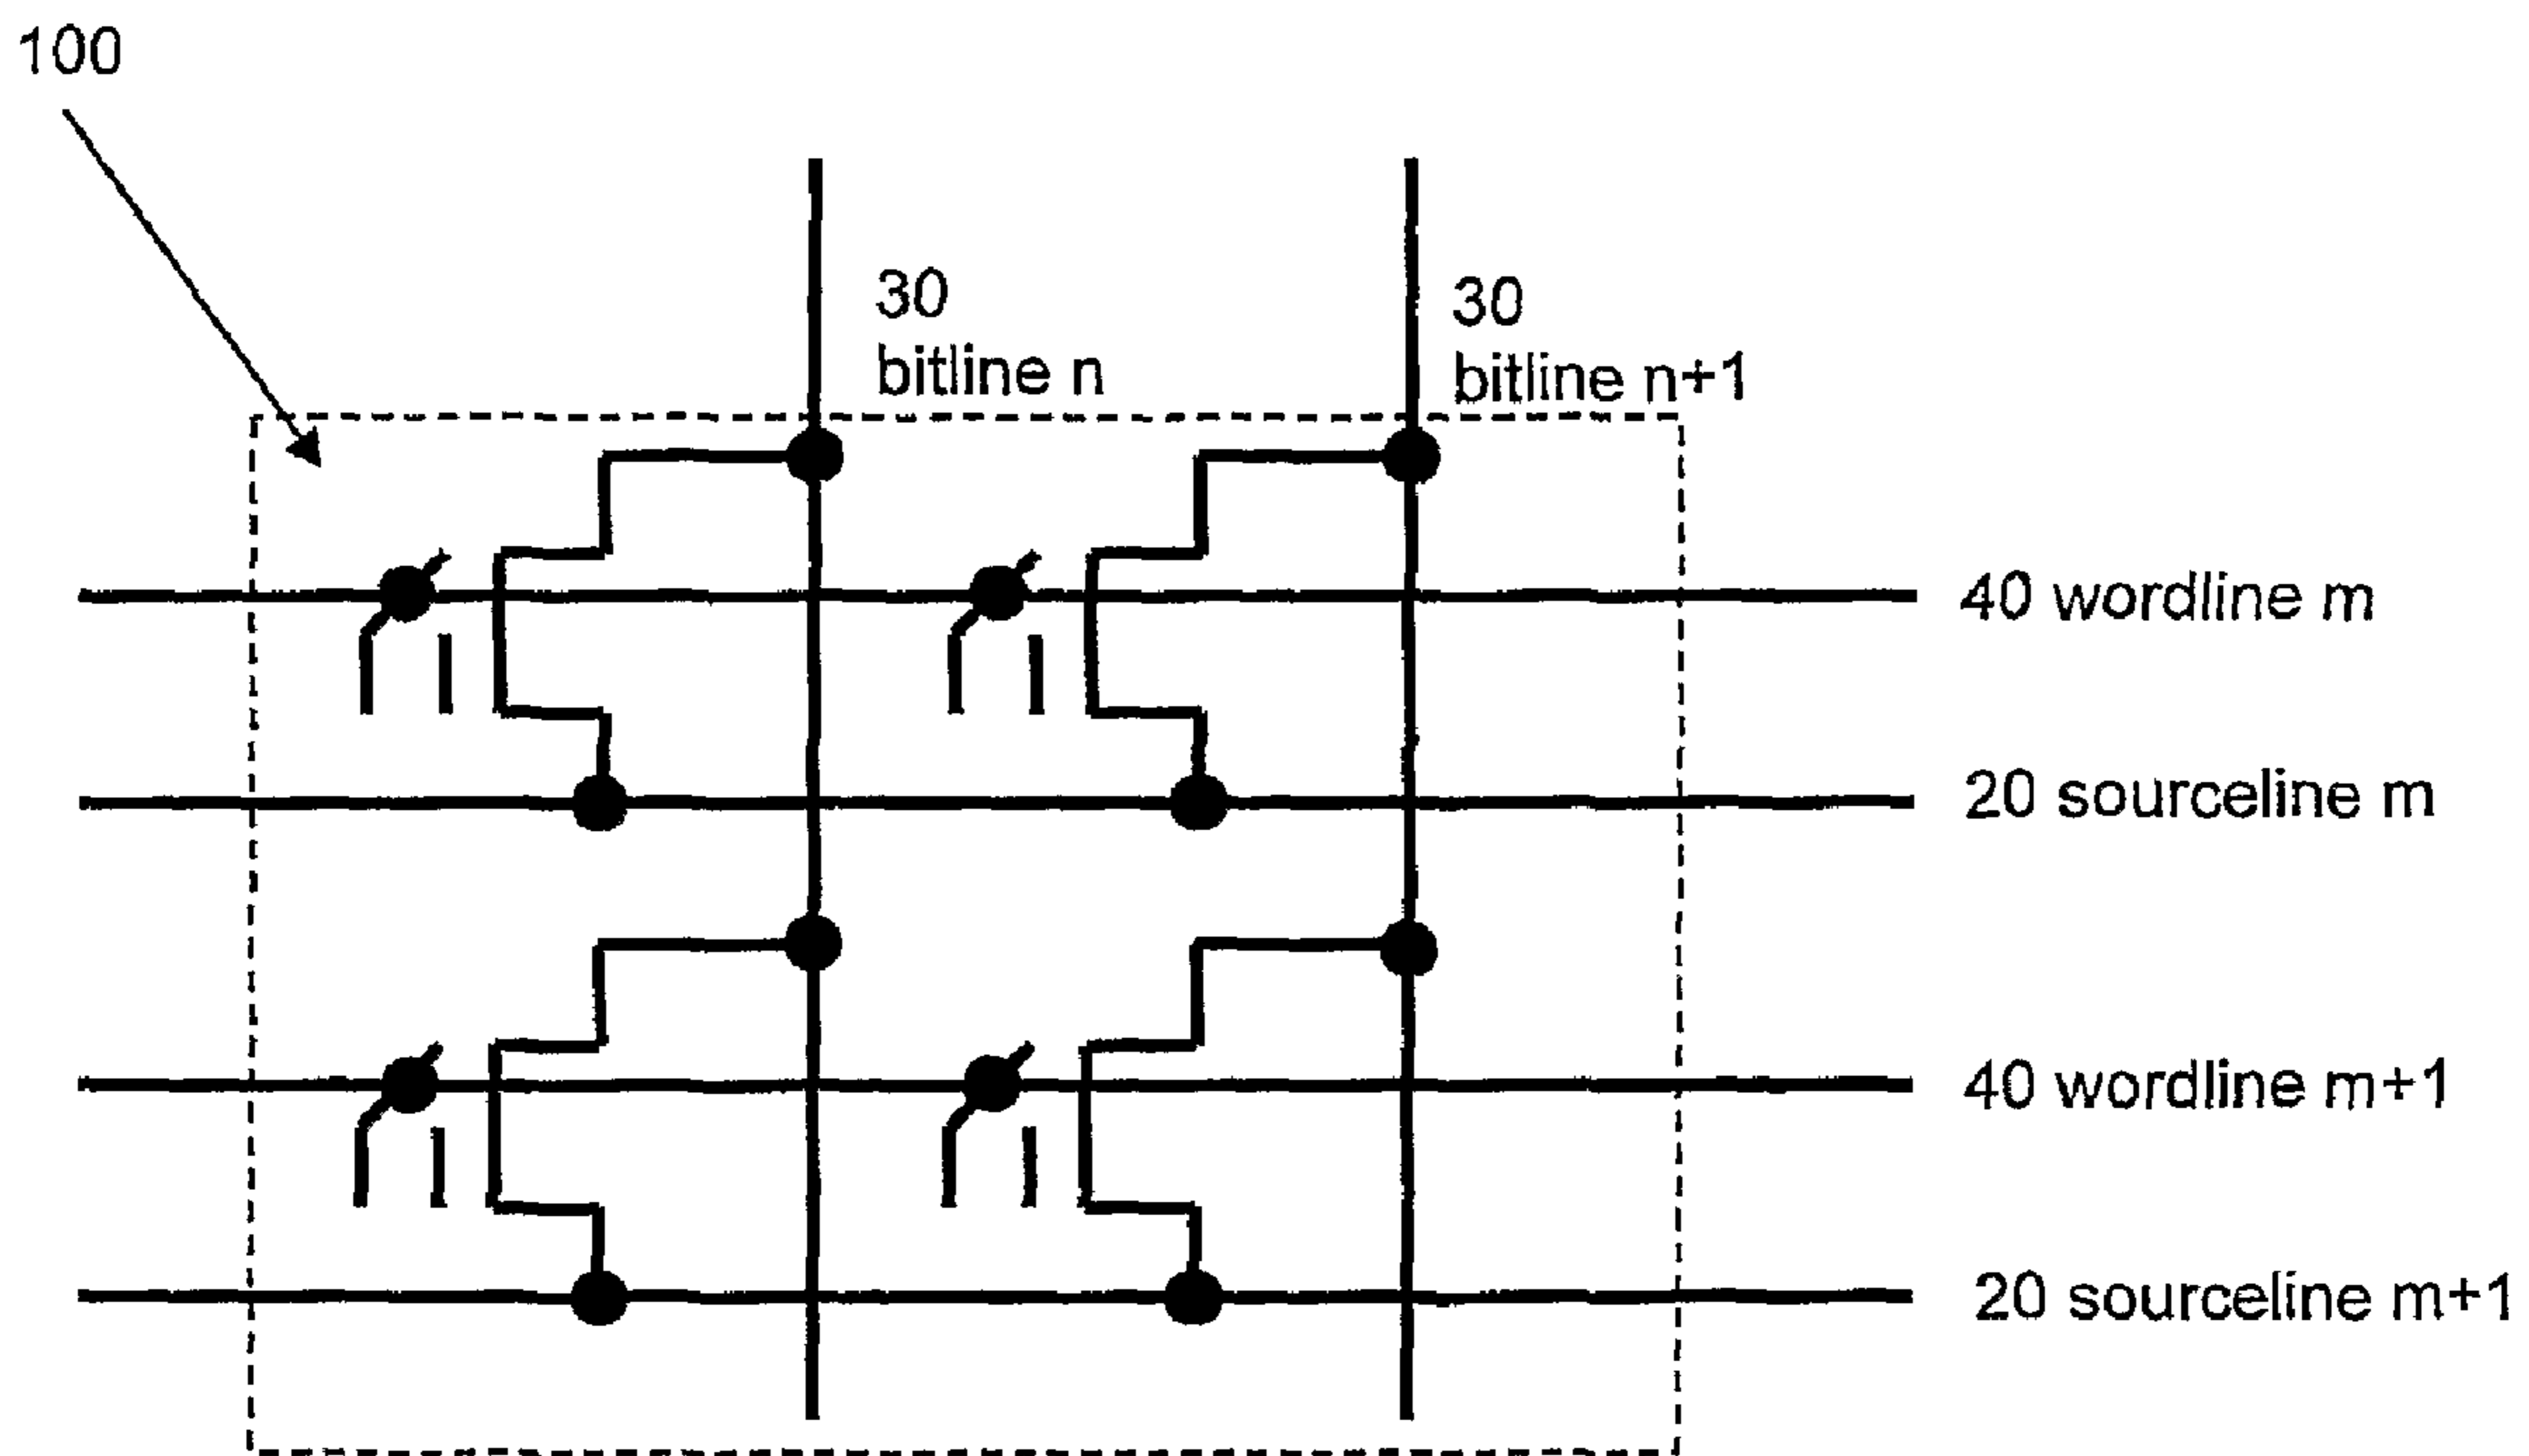 100
30
bitline n
30
bitline n+1
40 wordline m
20 sourceline m
40 wordline m+1
20 sourceline m+1